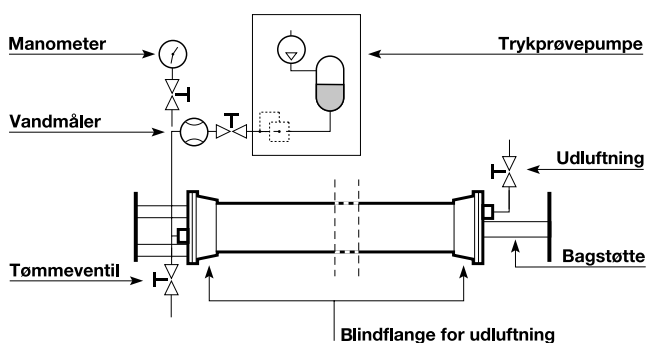 Manometer
Trykprøvepumpe
Vandmåler
Udluftning
Tømmeventil
Bagstøtte
Blindflange for udluftning